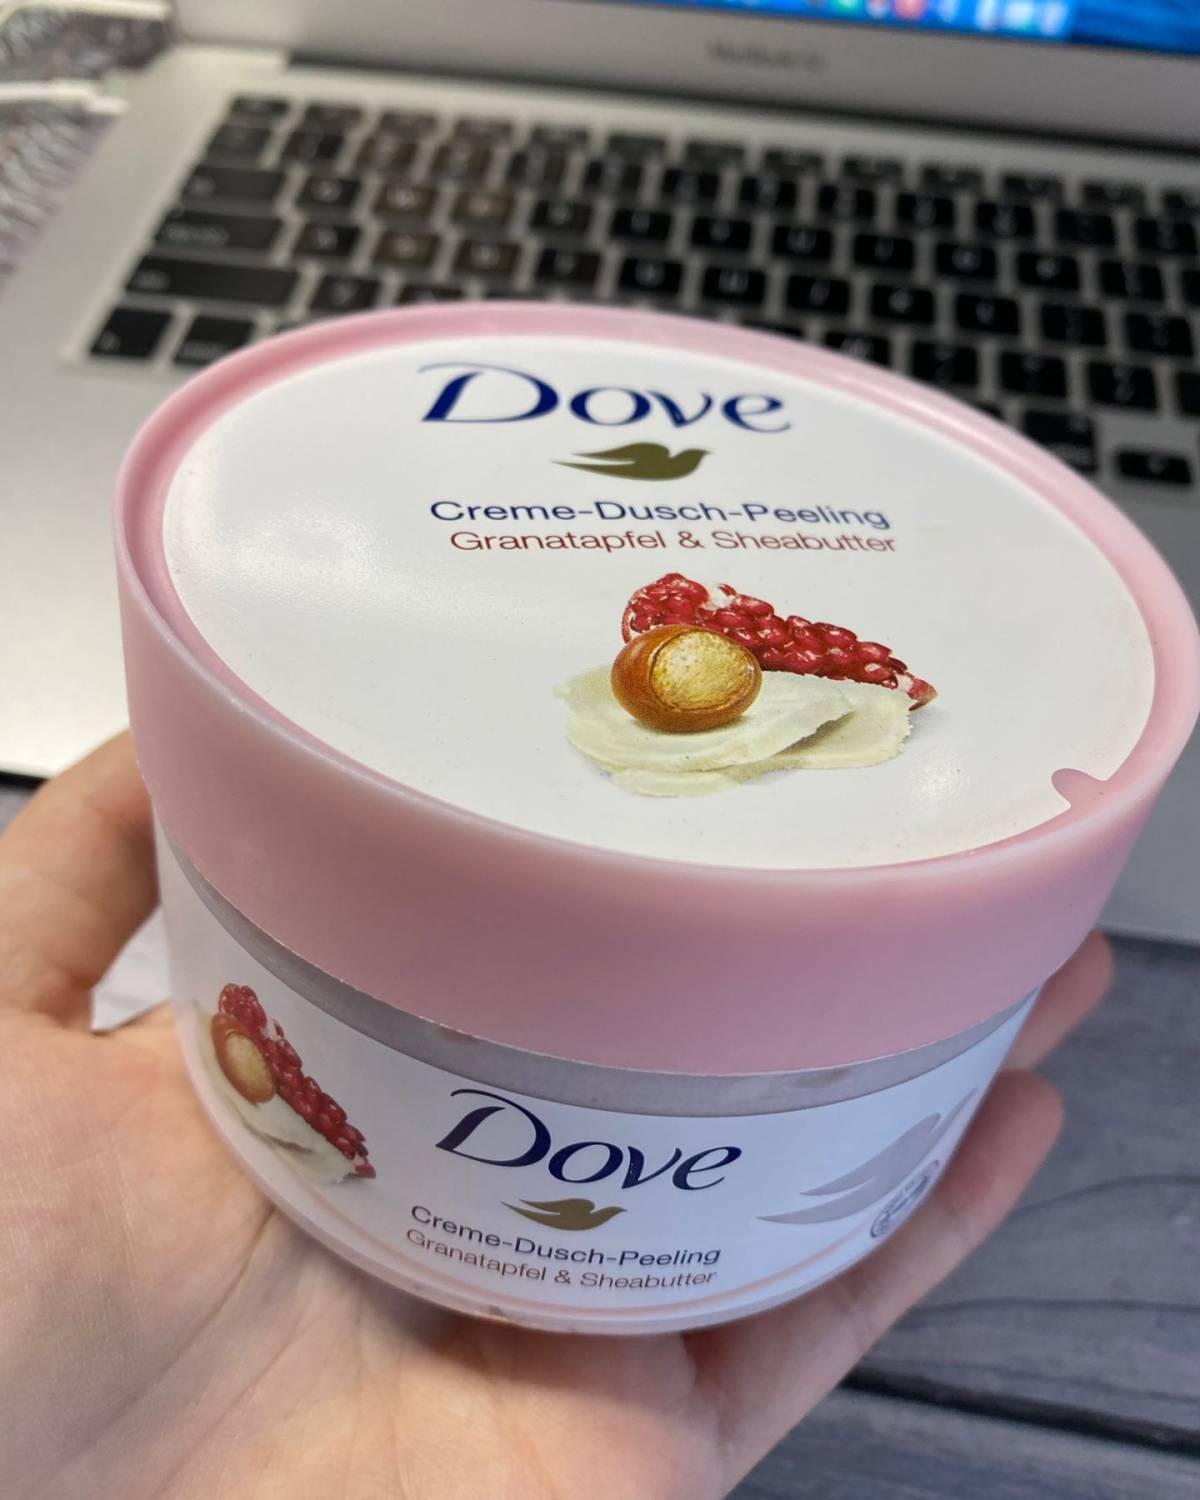 Dove
Creme-Dusch-Peeling
Granatapfel & Sheabutter
Dove
Creme-Dusch-Peeling
Granatapfel & Sheabutter